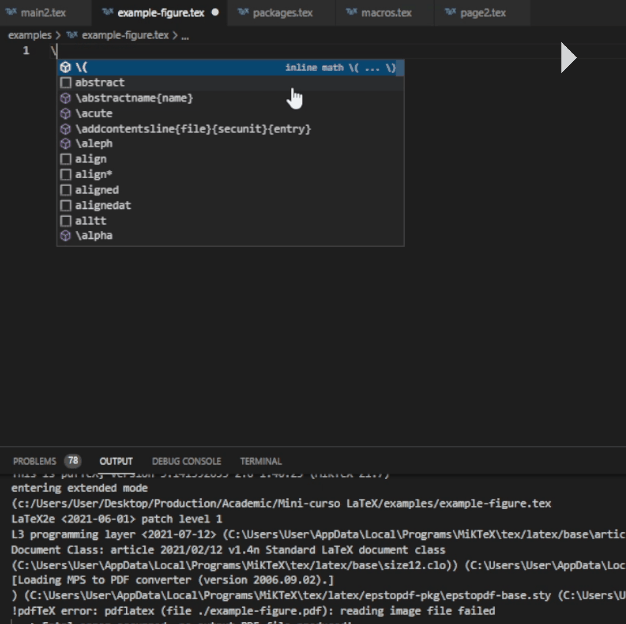 main2.tex example-figure.tex packages.tex macros.tex page2.tex
examples > example-figure.tex > ...
1 \
\( inline math \( ... \)
abstract
\abstractname{name}
\acute
\addcontentsline{file}{secunit}{entry}
\aleph
align
align*
aligned
alignedat
alltt
\alpha
PROBLEMS 78 OUTPUT DEBUG CONSOLE TERMINAL
entering extended mode
(c:/Users/User/Desktop/Production/Academic/Mini-curso LaTeX/examples/example-figure.tex
LaTeX2e <2021-06-01> patch level 1
L3 programming layer <2021-07-12> (C:\Users\User\AppData\Local\Programs\MiKTeX\tex/latex/base\artic
Document Class: article 2021/02/12 v1.4n Standard LaTeX document class
(C:\Users\User\AppData\Local\Programs\MiKTeX\tex/latex/base\size12.clo)) (C:\Users\User\AppData\Loc
[Loading MPS to PDF converter (version 2006.09.02).]
) (C:\Users\User\AppData\Local\Programs\MiKTeX\tex/latex/epstopdf-pkg\epstopdf-base.sty (C:\Users\U
!pdfTeX error: pdflatex (file ./example-figure.pdf): reading image file failed